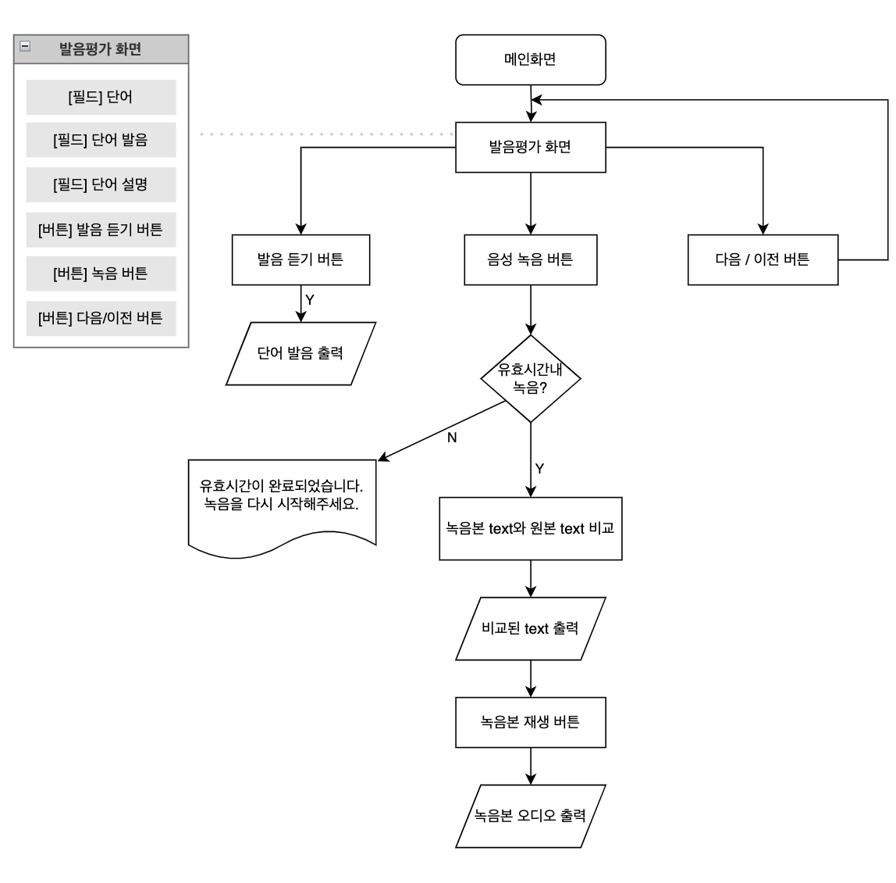 발음평가 화면
[필드] 단어
[필드] 단어 발음
[필드] 단어 설명
[버튼] 발음 듣기 버튼
[버튼] 녹음 버튼
[버튼] 다음/이전 버튼
메인화면
발음평가 화면
발음 듣기 버튼
음성 녹음 버튼
다음 / 이전 버튼
Y
단어 발음 출력
유효시간내
녹음?
N
Y
유효시간이 완료되었습니다.
녹음을 다시 시작해주세요.
녹음본 text와 원본 text 비교
비교된 text 출력
녹음본 재생 버튼
녹음본 오디오 출력